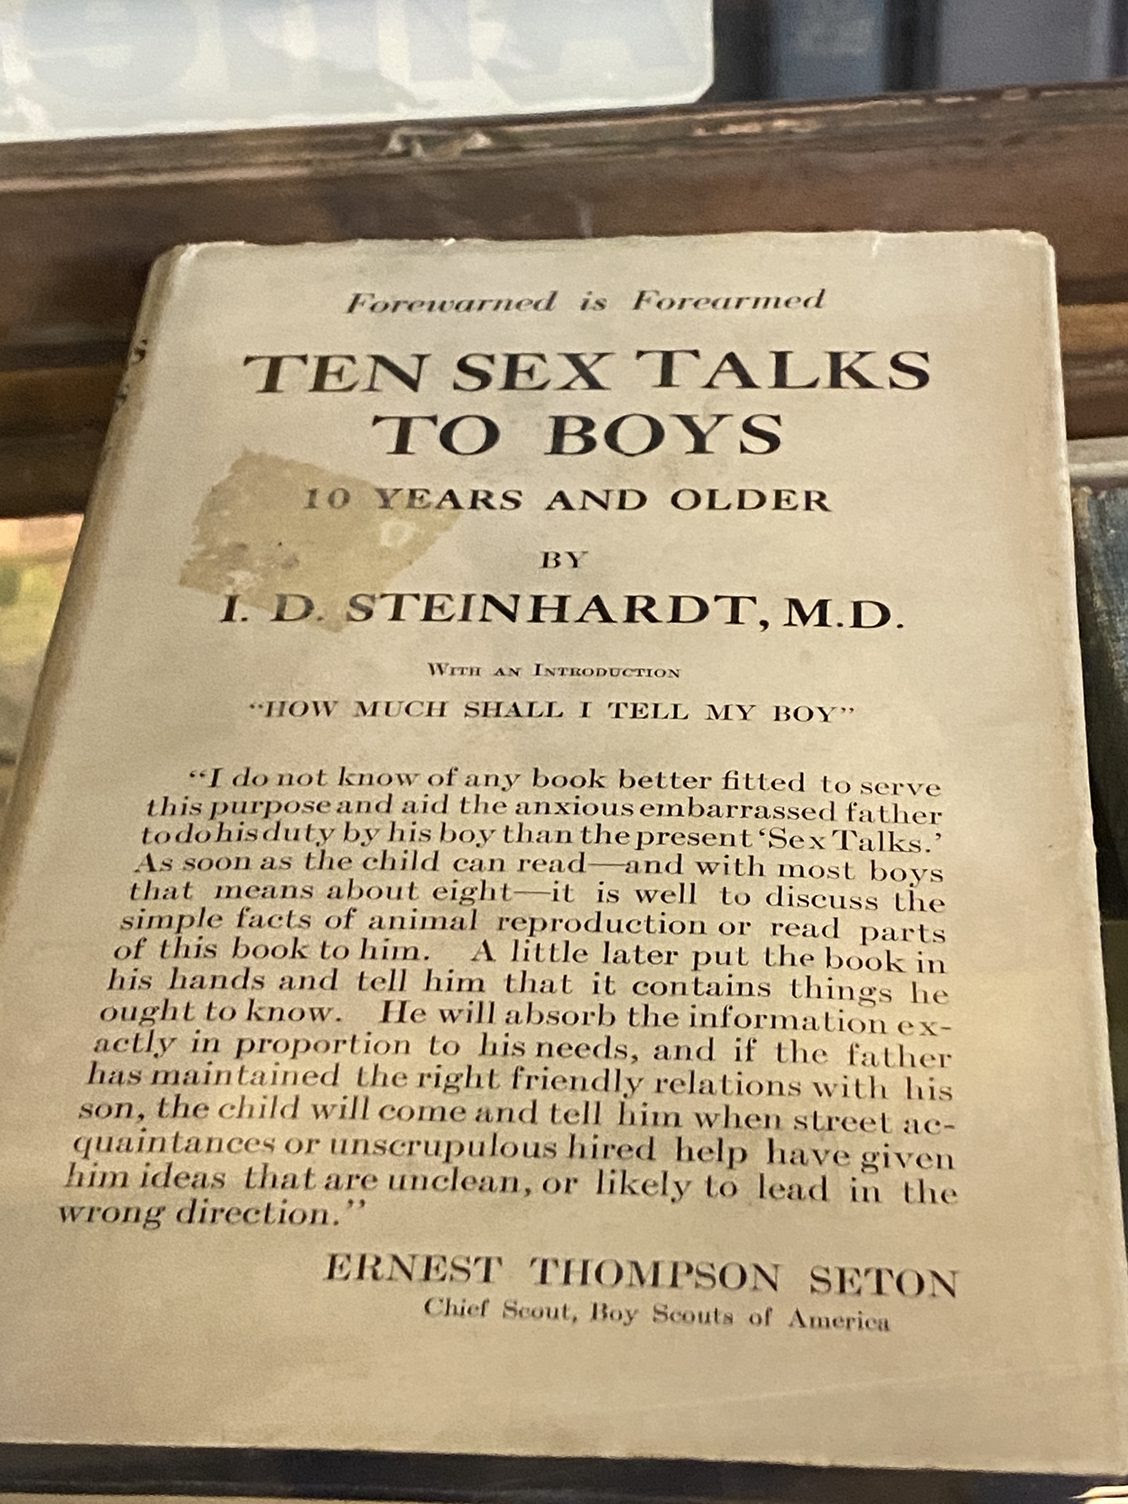 Forewarned is Forearmed
TEN SEX TALKS
TO BOYS
10 YEARS AND OLDER
BY
I. D. STEINHARDT, M.D.
WITH AN INTRODUCTION
"HOW MUCH SHALL I TELL MY BOY"
"I do not know of any book better fitted to serve
this purpose and aid the anxious embarrassed father
to do his duty by his boy than the present 'Sex Talks.'
As soon as the child can read—and with most boys
that means about eight—it is well to discuss the
simple facts of animal reproduction or read parts
of this book to him. A little later put the book in
his hands and tell him that it contains things he
ought to know. He will absorb the information ex-
actly in proportion to his needs, and if the father
has maintained the right friendly relations with his
son, the child will come and tell him when street ac-
quaintances or unscrupulous hired help have given
him ideas that are unclean, or likely to lead in the
wrong direction."
ERNEST THOMPSON SETON
Chief Scout, Boy Scouts of America